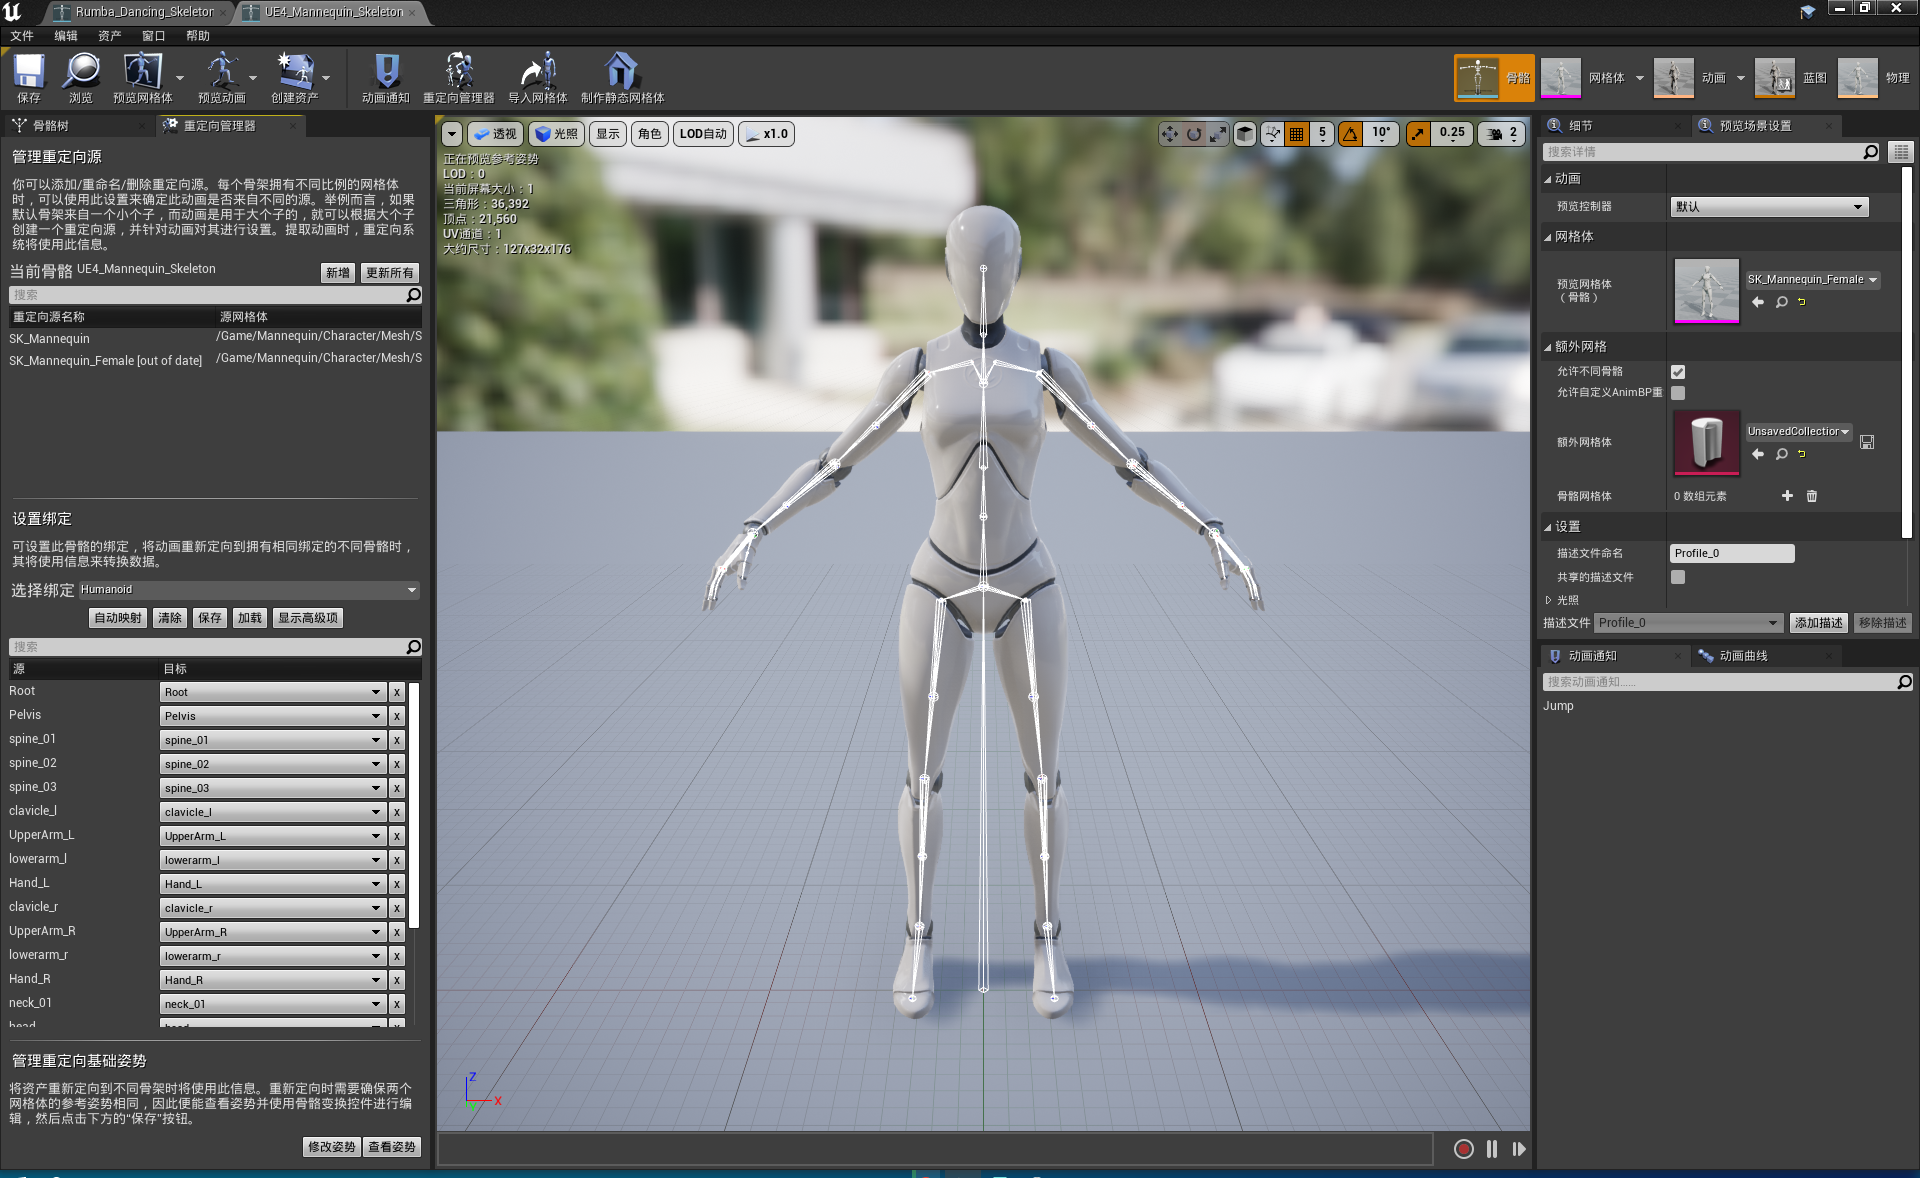 Rumba_Dancing_Skeleton
UE4_Mannequin_Skeleton
文件 编辑 资产 窗口 帮助
保存 浏览 预览网格体 预览动画 创建资产 动画通知 重定向管理器 导入网格体 制作静态网格体
骨骼 网格体 动画 蓝图 物理
骨骼树 重定向管理器
管理重定向源
你可以添加/重命名/删除重定向源。每个骨架拥有不同比例的网格体
时，可以使用此设置来确定此动画是否来自不同的源。举例而言，如果
默认骨架来自一个小个子，而动画是用于大个子的，就可以根据大个子
创建一个重定向源，并针对动画对其进行设置。提取动画时，重定向系
统将使用此信息。
当前骨骼 UE4_Mannequin_Skeleton
新增 更新所有
搜索
重定向源名称 源网格体
SK_Mannequin /Game/Mannequin/Character/Mesh/S
SK_Mannequin_Female [out of date] /Game/Mannequin/Character/Mesh/S
设置绑定
可设置此骨骼的绑定，将动画重新定向到拥有相同绑定的不同骨骼时，
其将使用信息来转换数据。
选择绑定 Humanoid
自动映射 清除 保存 加载 显示高级项
搜索
源 目标
Root Root x
Pelvis Pelvis x
spine_01 spine_01 x
spine_02 spine_02 x
spine_03 spine_03 x
clavicle_l clavicle_l x
UpperArm_L UpperArm_L x
lowerarm_l lowerarm_l x
Hand_L Hand_L x
clavicle_r clavicle_r x
UpperArm_R UpperArm_R x
lowerarm_r lowerarm_r x
Hand_R Hand_R x
neck_01 neck_01 x
head head x
管理重定向基础姿势
将资产重新定向到不同骨架时将使用此信息。重新定向时需要确保两个
网格体的参考姿势相同，因此便能查看姿势并使用骨骼变换控件进行编
辑，然后点击下方的“保存”按钮。
修改姿势 查看姿势
透视 光照 显示 角色 LOD自动 x1.0
5 10° 0.25 2
正在预览参考姿势
LOD：0
当前屏幕大小：1
三角形：36,392
顶点：21,560
UV通道：1
大约尺寸：127x32x176
Z
X
细节 预览场景设置
搜索详情
动画
预览控制器 默认
网格体
预览网格体
（骨骼）
SK_Mannequin_Female
额外网格
允许不同骨骼
允许自定义AnimBP重
额外网格体 UnsavedCollection
骨骼网格体 0 数组元素
设置
描述文件命名 Profile_0
共享的描述文件
光照
描述文件 Profile_0 添加描述 移除描述
动画通知 动画曲线
搜索动画通知......
Jump